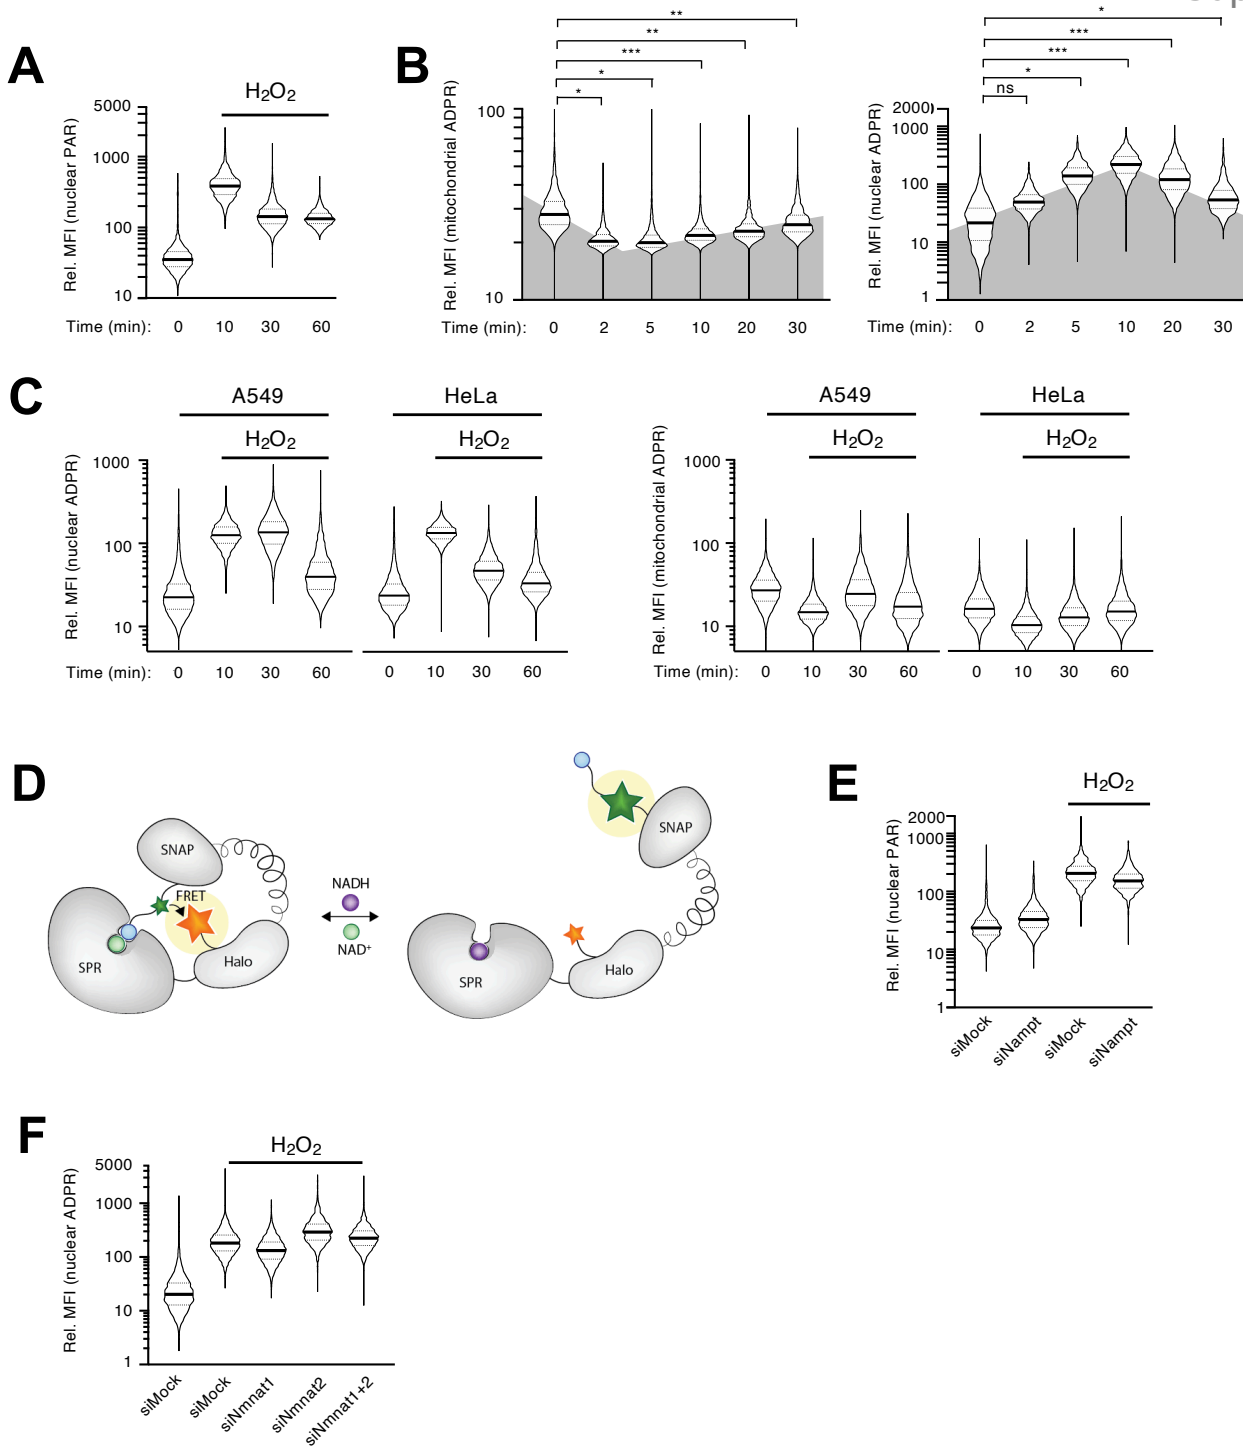 A
H2O2
Rel. MFI (nuclear PAR)
5000
1000
100
10
Time (min): 0 10 30 60
B
** 
** 
*** 
* 
*
Rel. MFI (mitochondrial ADPR)
100
10
Time (min): 0 2 5 10 20 30
*
***
***
*
ns
Rel. MFI (nuclear ADPR)
2000
1000
100
10
1
Time (min): 0 2 5 10 20 30
C
A549 HeLa
H2O2 H2O2
Rel. MFI (nuclear ADPR)
1000
100
10
Time (min): 0 10 30 60 0 10 30 60
A549 HeLa
H2O2 H2O2
Rel. MFI (mitochondrial ADPR)
1000
100
10
Time (min): 0 10 30 60 0 10 30 60
D
SNAP
FRET
SPR
Halo
NADH
NAD+
SNAP
SPR
Halo
E
H2O2
Rel. MFI (nuclear PAR)
2000
1000
100
10
1
siMock siNampt siMock siNampt
F
H2O2
Rel. MFI (nuclear ADPR)
5000
1000
100
10
1
siMock siMock siNmnat1 siNmnat2 siNmnat1+2